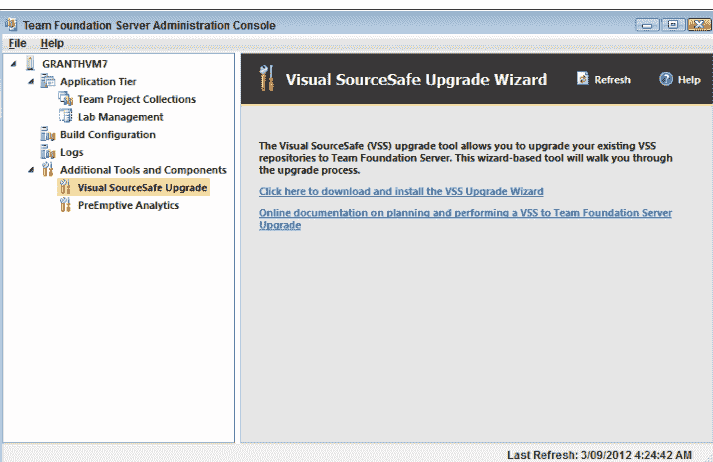 Team Foundation Server Administration Console
File Help
GRANTHVM7
Application Tier
Team Project Collections
Lab Management
Build Configuration
Logs
Additional Tools and Components
Visual SourceSafe Upgrade
PreEmptive Analytics
Visual SourceSafe Upgrade Wizard
Refresh
Help
The Visual SourceSafe (VSS) upgrade tool allows you to upgrade your existing VSS
repositories to Team Foundation Server. This wizard-based tool will walk you through
the upgrade process.
Click here to download and install the VSS Upgrade Wizard
Online documentation on planning and performing a VSS to Team Foundation Server
Upgrade
Last Refresh: 3/09/2012 4:24:42 AM